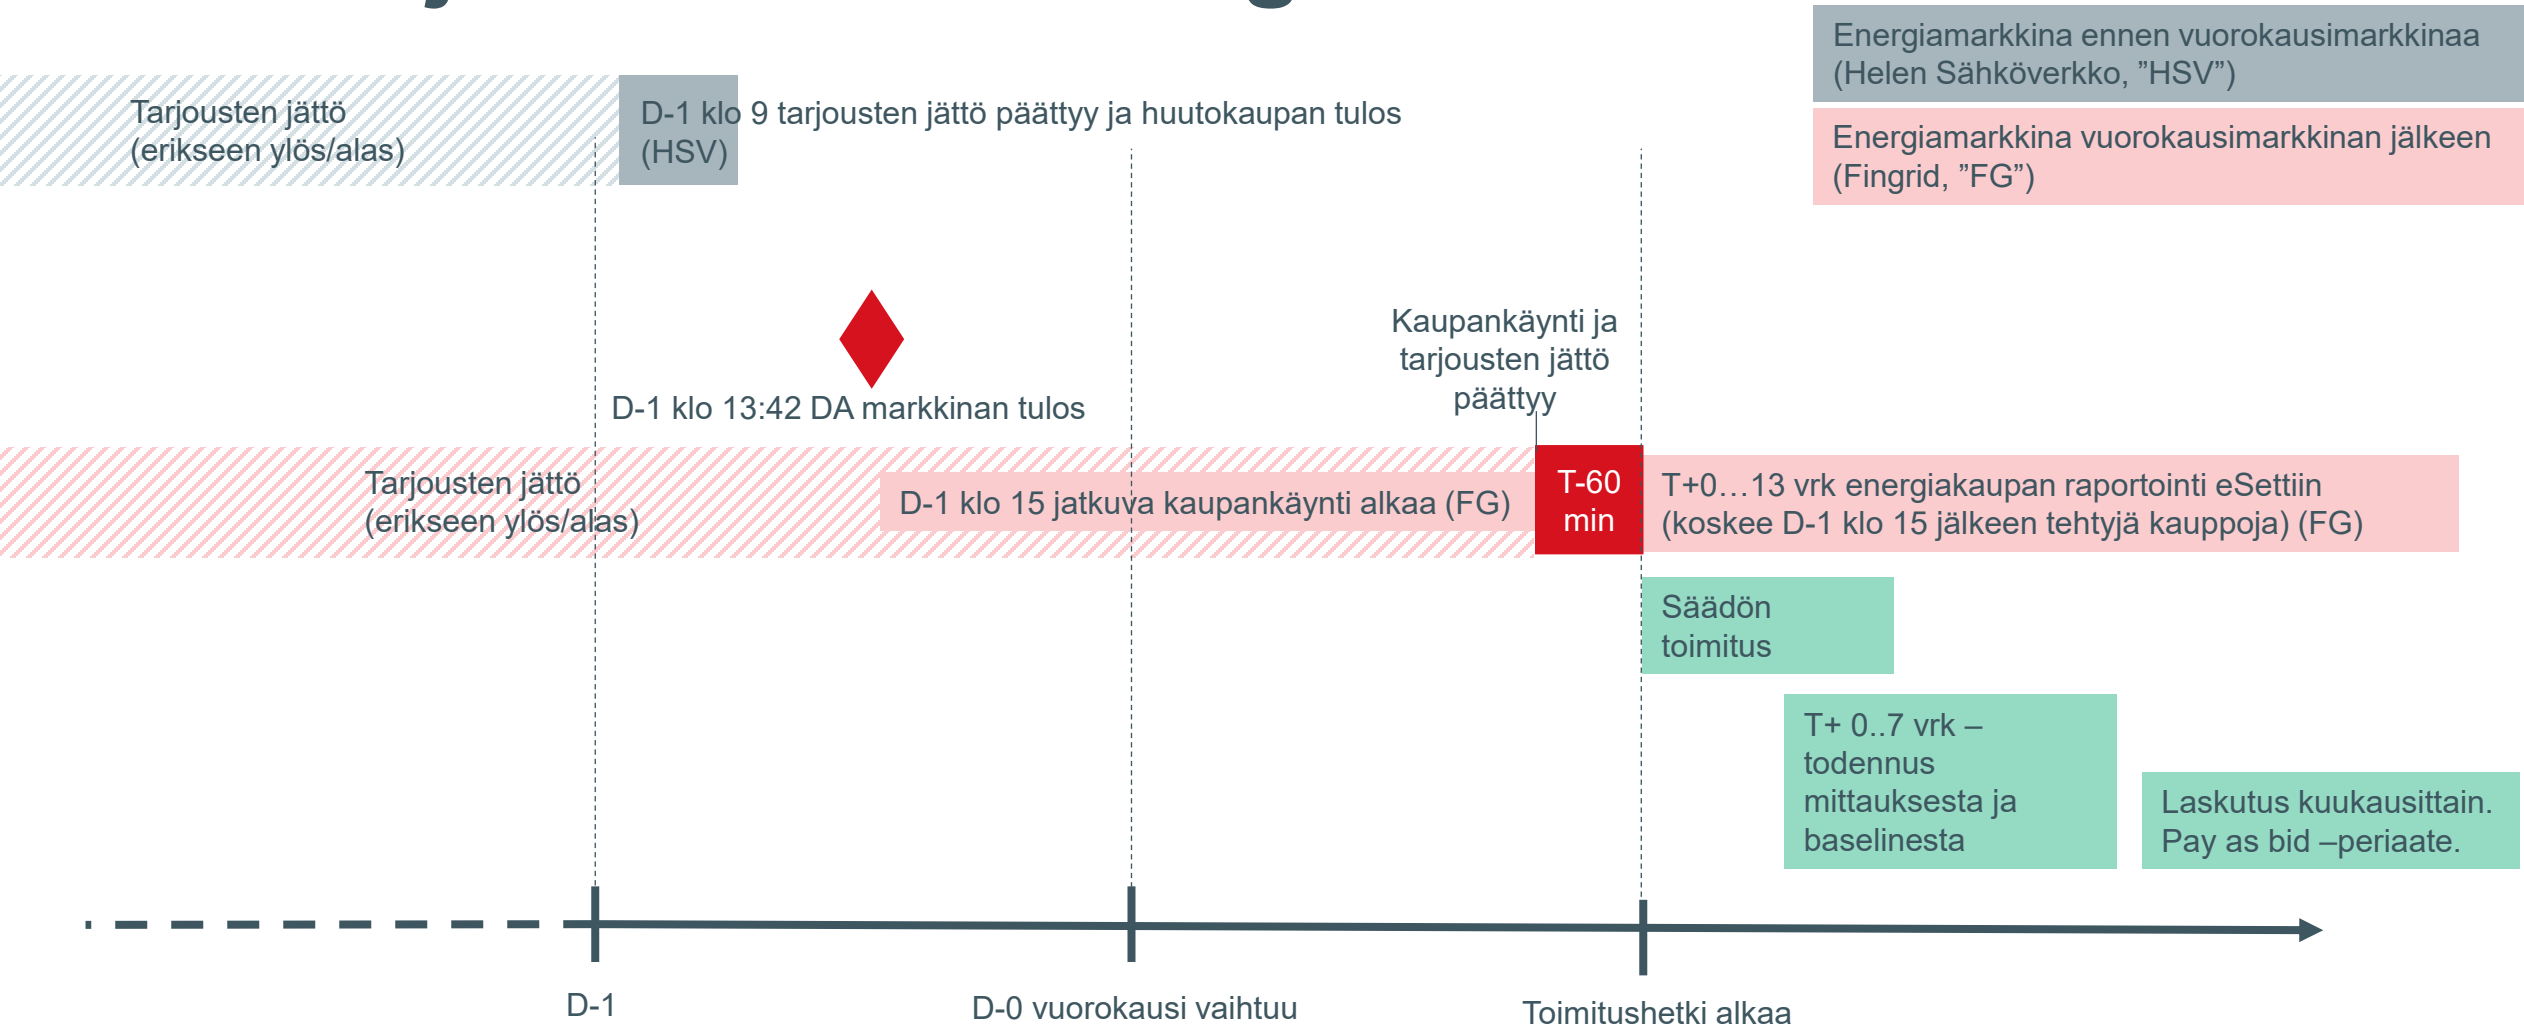 Energiamarkkina ennen vuorokausimarkkinaa
(Helen Sähköverkko, ”HSV”)
Energiamarkkina vuorokausimarkkinan jälkeen
(Fingrid, ”FG”)
Tarjousten jättö
(erikseen ylös/alas)
D-1 klo 9 tarjousten jättö päättyy ja huutokaupan tulos
(HSV)
Kaupankäynti ja
tarjousten jättö
päättyy
D-1 klo 13:42 DA markkinan tulos
Tarjousten jättö
(erikseen ylös/alas)
D-1 klo 15 jatkuva kaupankäynti alkaa (FG)
T-60
min
T+0…13 vrk energiakaupan raportointi eSettiin
(koskee D-1 klo 15 jälkeen tehtyjä kauppoja) (FG)
Säädön
toimitus
T+ 0..7 vrk –
todennus
mittauksesta ja
baselinesta
Laskutus kuukausittain.
Pay as bid –periaate.
D-1
D-0 vuorokausi vaihtuu
Toimitushetki alkaa